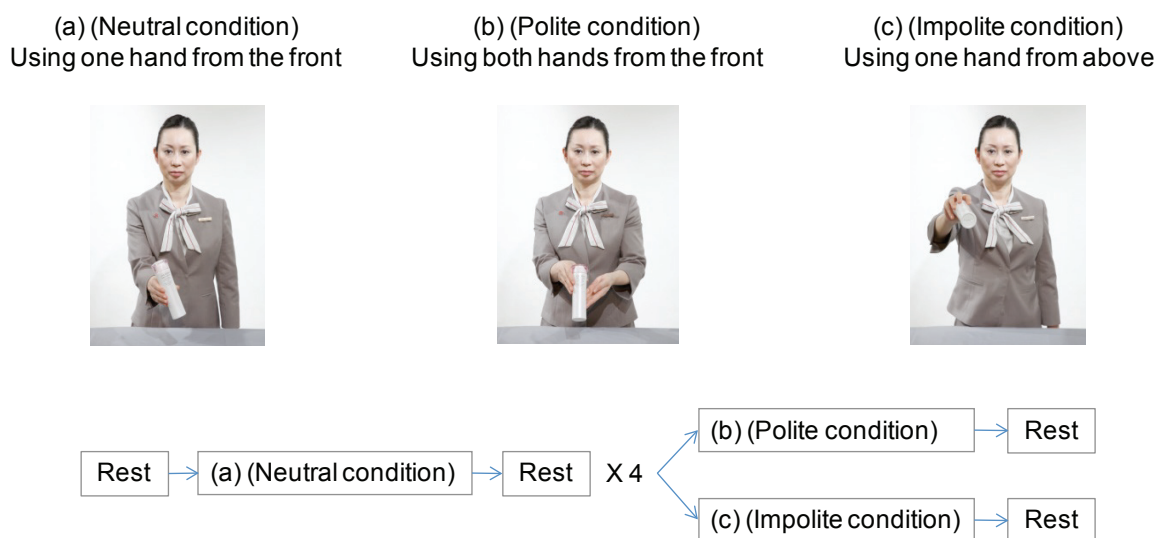 (a) (Neutral condition)
Using one hand from the front
(b) (Polite condition)
Using both hands from the front
(c) (Impolite condition)
Using one hand from above
(b) (Polite condition)
Rest
Rest
(a) (Neutral condition)
Rest
X 4
(c) (Impolite condition)
Rest